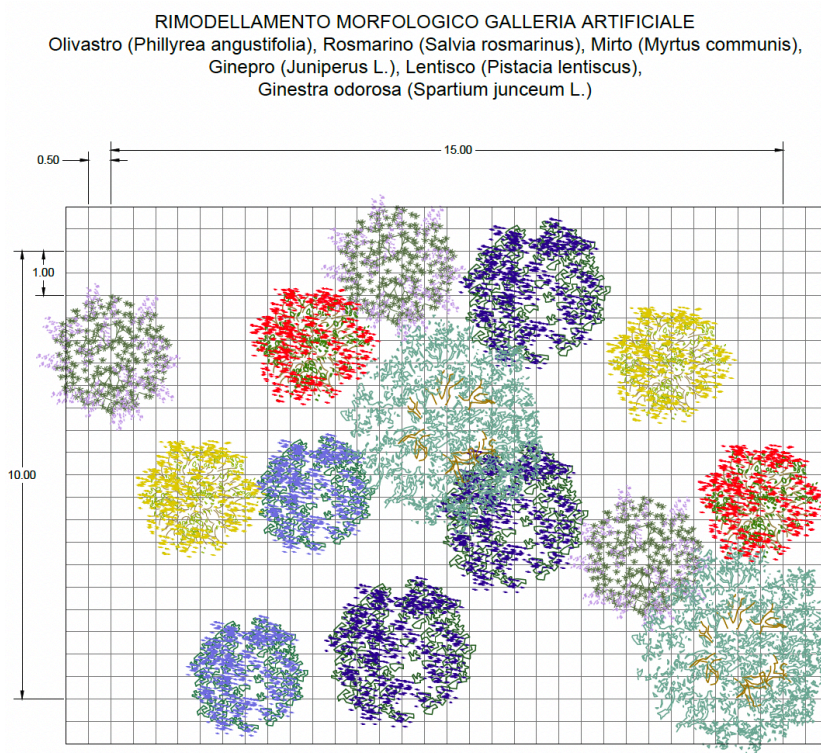 RIMODELLAMENTO MORFOLOGICO GALLERIA ARTIFICIALE
Olivastro (Phillyrea angustifolia), Rosmarino (Salvia rosmarinus), Mirto (Myrtus communis),
Ginepro (Juniperus L.), Lentisco (Pistacia lentiscus),
Ginestra odorosa (Spartium junceum L.)
15.00
0.50
1.00
10.00